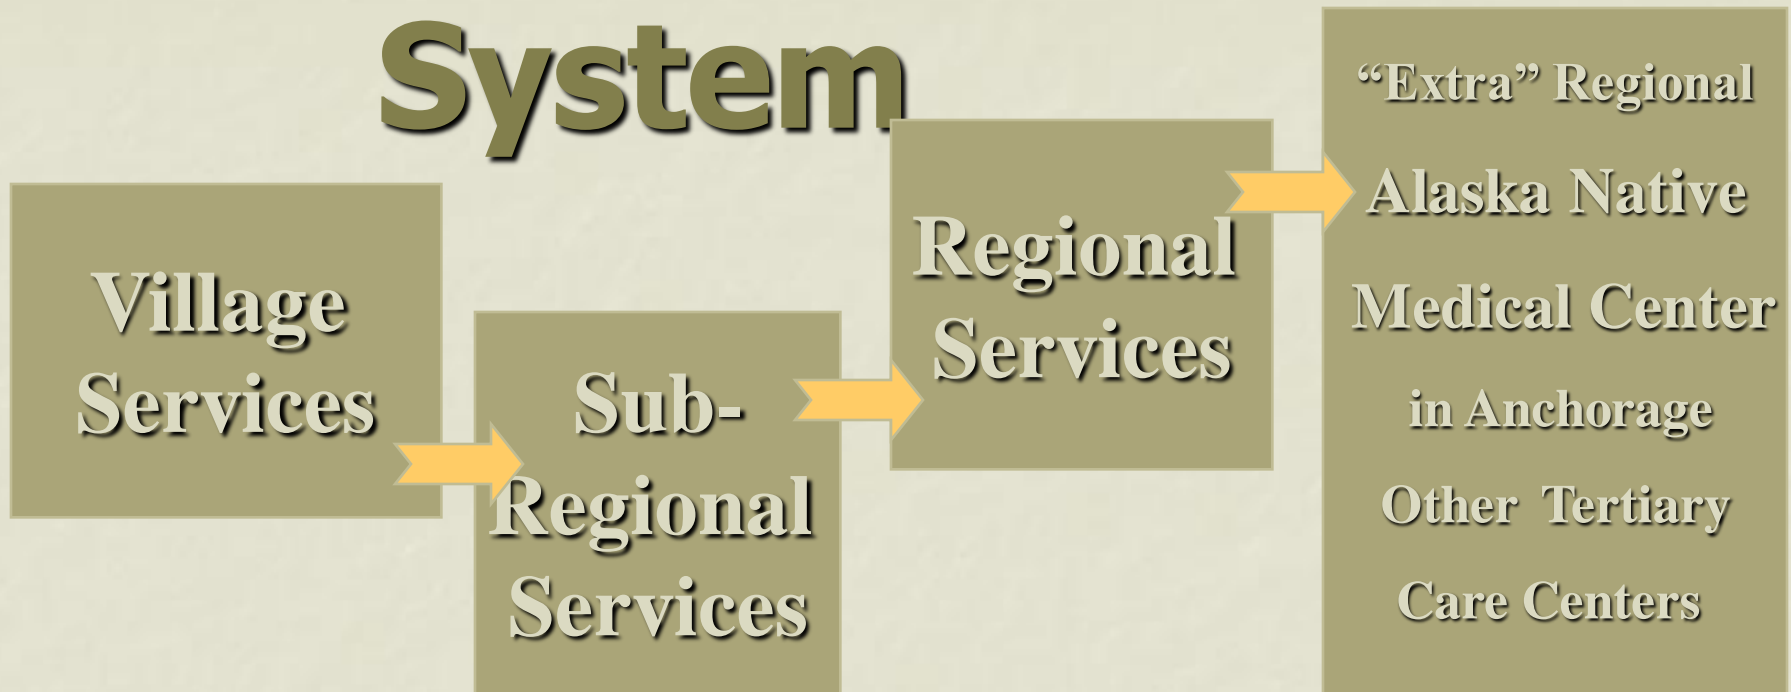 System
Village
Services
Sub-
Regional
Services
Regional
Services
“Extra” Regional
Alaska Native
Medical Center
in Anchorage
Other Tertiary
Care Centers